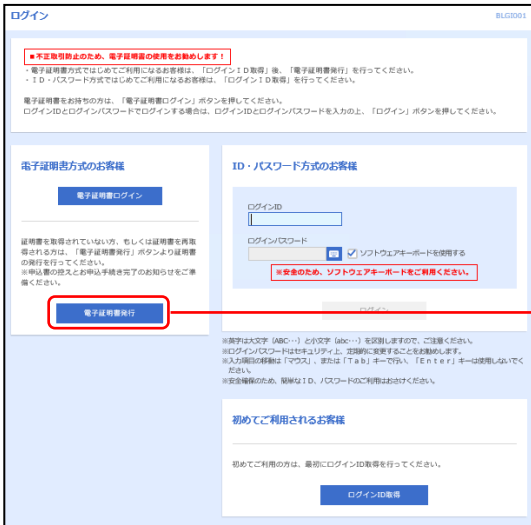 ログイン
BLGI001
■不正取引防止のため、電子証明書の使用をお勧めします！
・電子証明書方式ではじめてご利用になるお客様は、「ログインＩＤ取得」後、「電子証明書発行」を行ってください。
・ＩＤ・パスワード方式ではじめてご利用になるお客様は、「ログインＩＤ取得」を行ってください。
電子証明書をお持ちの方は、「電子証明書ログイン」ボタンを押してください。
ログインIDとログインパスワードでログインする場合は、ログインIDとログインパスワードを入力の上、「ログイン」ボタンを押してください。
電子証明書方式のお客様
電子証明書ログイン
証明書を取得されていない方、もしくは証明書を再取
得される方は、「電子証明書発行」ボタンより証明書
の発行を行ってください。
※申込書の控えとお申込手続き完了のお知らせをご準
備ください。
電子証明書発行
ID・パスワード方式のお客様
ログインID
ログインパスワード
ソフトウェアキーボードを使用する
※安全のため、ソフトウェアキーボードをご利用ください。
ログイン
※英字は大文字（ABC･･･）と小文字（abc･･･）を区別しますので、ご注意ください。
※ログインパスワードはセキュリティ上、定期的に変更することをお勧めします。
※入力項目の移動は「マウス」、または「Ｔａｂ」キーで行い、「Ｅｎｔｅｒ」キーは使用しないでく
ださい。
※安全確保のため、簡単なＩＤ、パスワードのご利用はおさけください。
初めてご利用されるお客様
初めてご利用の方は、最初にログインID取得を行ってください。
ログインID取得